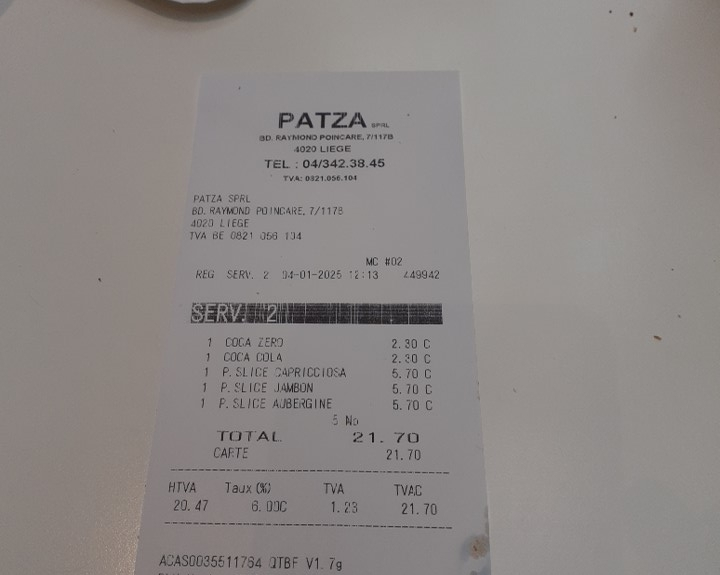 PATZA SPRL
BD. RAYMOND POINCARE, 7/117B
4020 LIEGE
TEL : 04/342.38.45
TVA: 0821.056.104
PATZA SPRL
BD. RAYMOND POINCARE, 7/117B
4020 LIEGE
TVA BE 0821 056 104
MC #02
REG SERV. 2 04-01-2025 12:13 449942
SERV. 2
1 COCA ZERO 2.30 C
1 COCA COLA 2.30 C
1 P. SLICE CAPRICCIOSA 5.70 C
1 P. SLICE JAMBON 5.70 C
1 P. SLICE AUBERGINE 5.70 C
5 No
TOTAL 21.70
CARTE 21.70
HTVA Taux (%) TVA TVAC
20.47 6.00C 1.23 21.70
ACAS0035511764 QTBF V1.7g